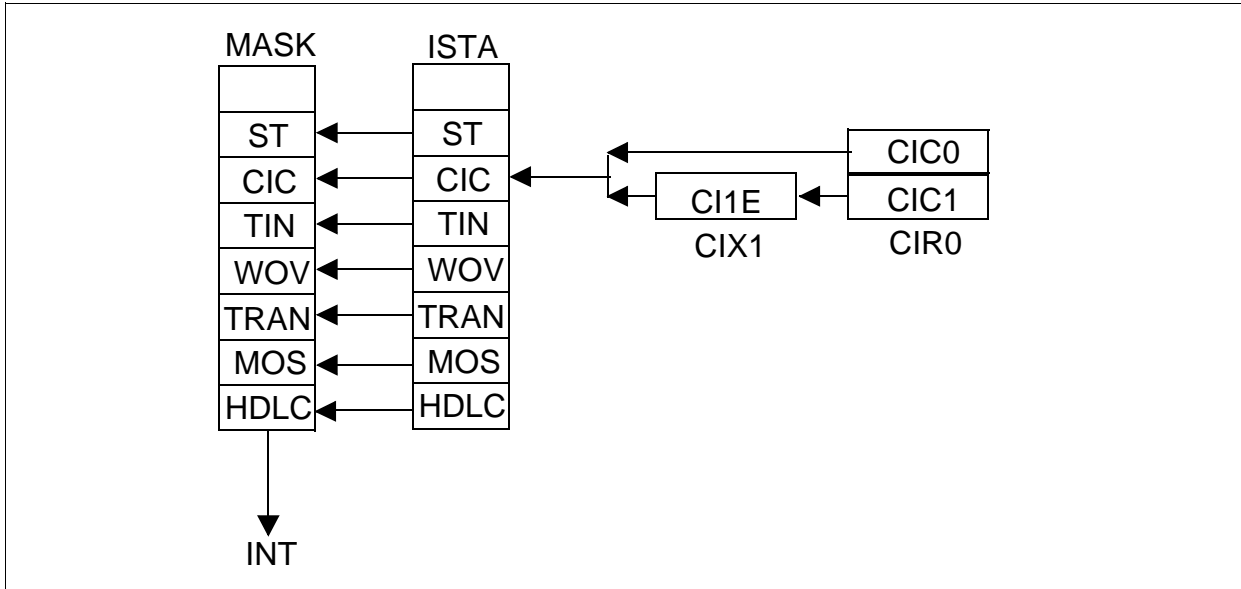 MASK ISTA
ST ST CIC0
CIC CIC CI1E CIC1
TIN TIN CIX1 CIR0
WOV WOV
TRAN TRAN
MOS MOS
HDLC HDLC
INT